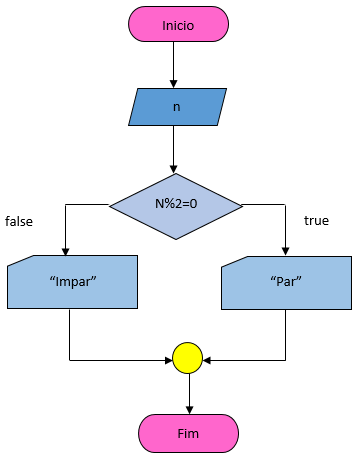 Inicio
n
N%2=0
false
true
“Impar”
“Par”
Fim